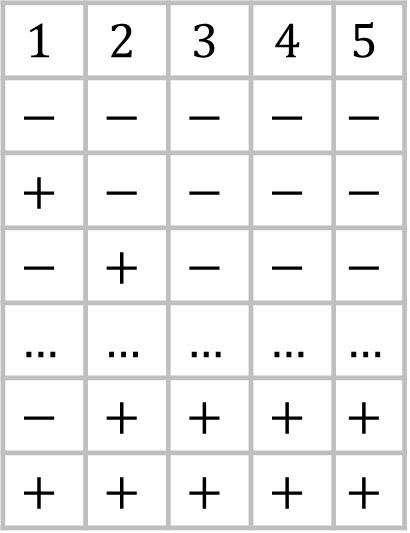 1 2 3 4 5
− − − − −
+ − − − −
− + − − −
... ... ... ... ...
− + + + +
+ + + + +